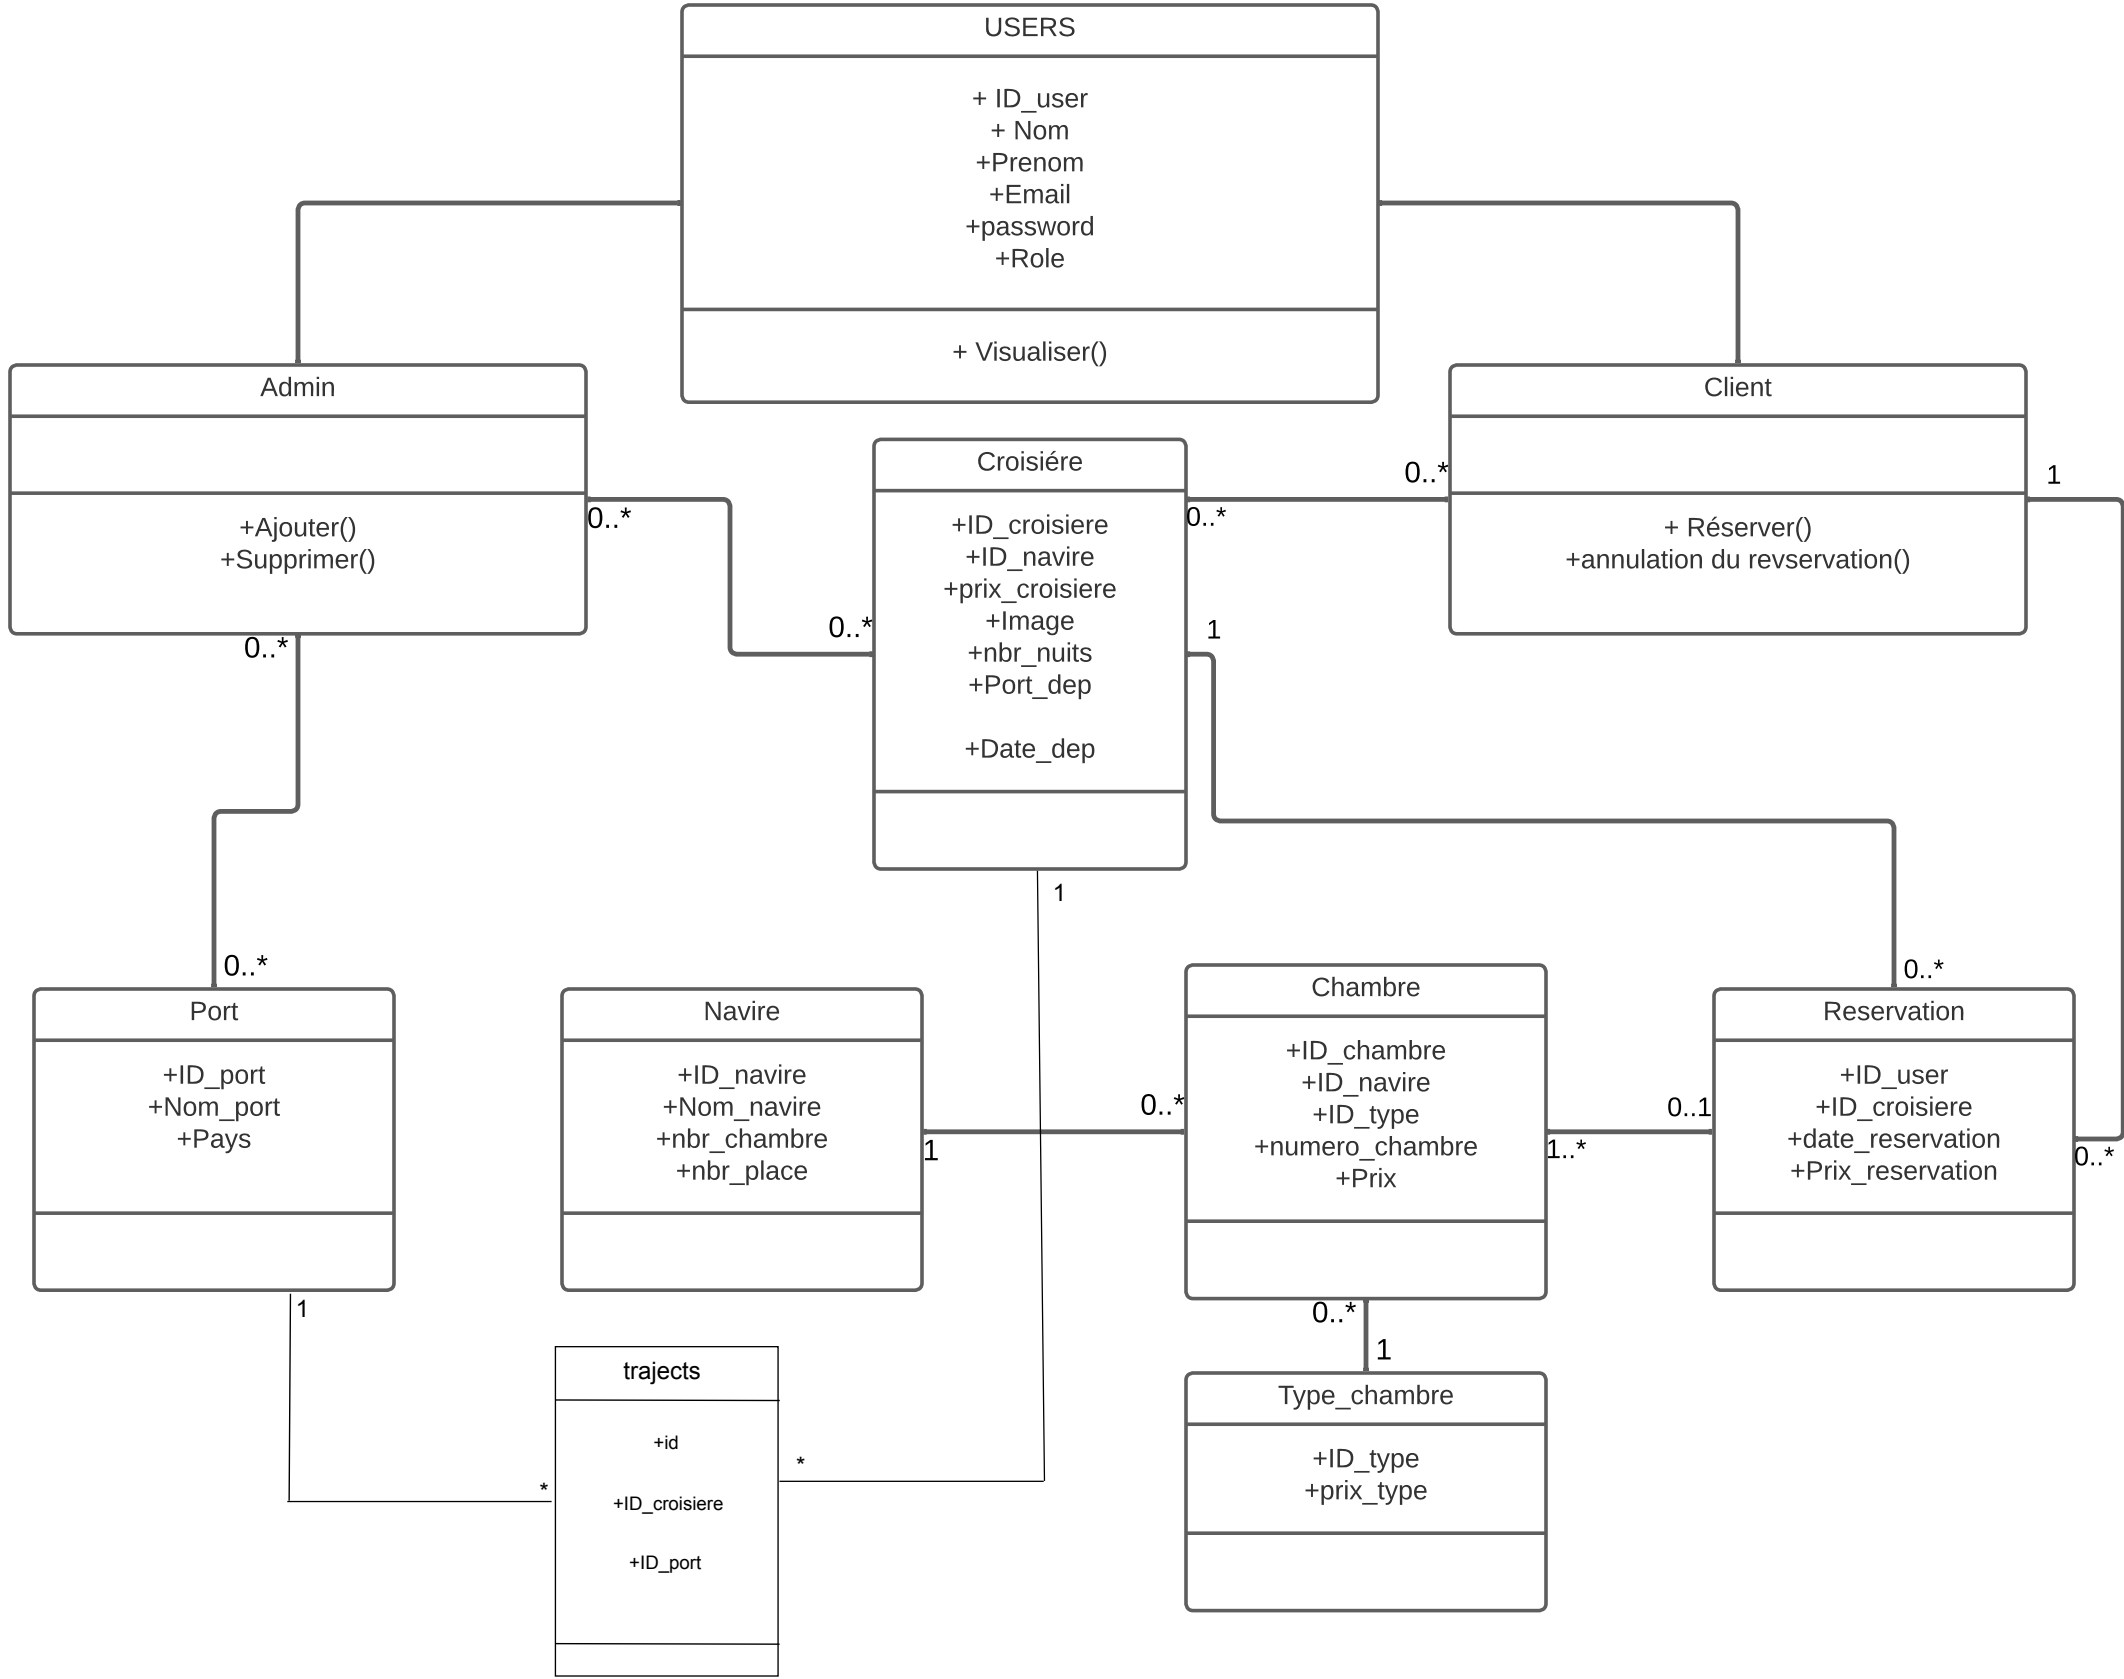 USERS
+ ID_user
+ Nom
+Prenom
+Email
+password
+Role
+ Visualiser()
Admin
+Ajouter()
+Supprimer()
0..*
0..*
0..*
0..*
Croisiére
+ID_croisiere
+ID_navire
+prix_croisiere
+Image
+nbr_nuits
+Port_dep
+Date_dep
0..*
0..*
1
1
Client
+ Réserver()
+annulation du revservation()
1
Port
+ID_port
+Nom_port
+Pays
1
Navire
+ID_navire
+Nom_navire
+nbr_chambre
+nbr_place
1
0..*
Chambre
+ID_chambre
+ID_navire
+ID_type
+numero_chambre
+Prix
1..*
0..1
0..*
Reservation
+ID_user
+ID_croisiere
+date_reservation
+Prix_reservation
0..*
0..*
1
Type_chambre
+ID_type
+prix_type
trajects
+id
+ID_croisiere
+ID_port
*
*